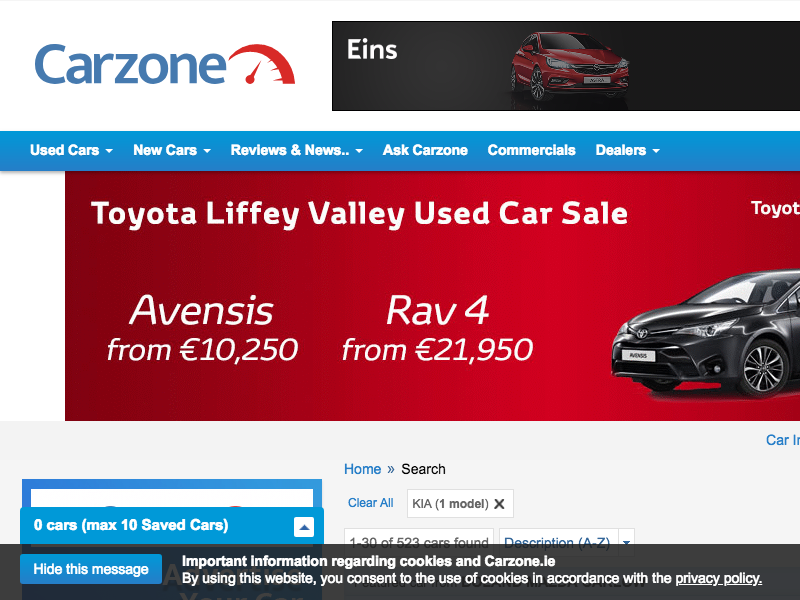 Carzone
Eins
Used Cars
New Cars
Reviews & News..
Ask Carzone
Commercials
Dealers
Toyota Liffey Valley Used Car Sale
Toyot
Avensis
from €10,250
Rav 4
from €21,950
AVENSIS
Car In
Home » Search
Clear All
KIA (1 model)
0 cars (max 10 Saved Cars)
1-30 of 523 cars found
Description (A-Z)
Hide this message
Important Information regarding cookies and Carzone.ie
By using this website, you consent to the use of cookies in accordance with the privacy policy.